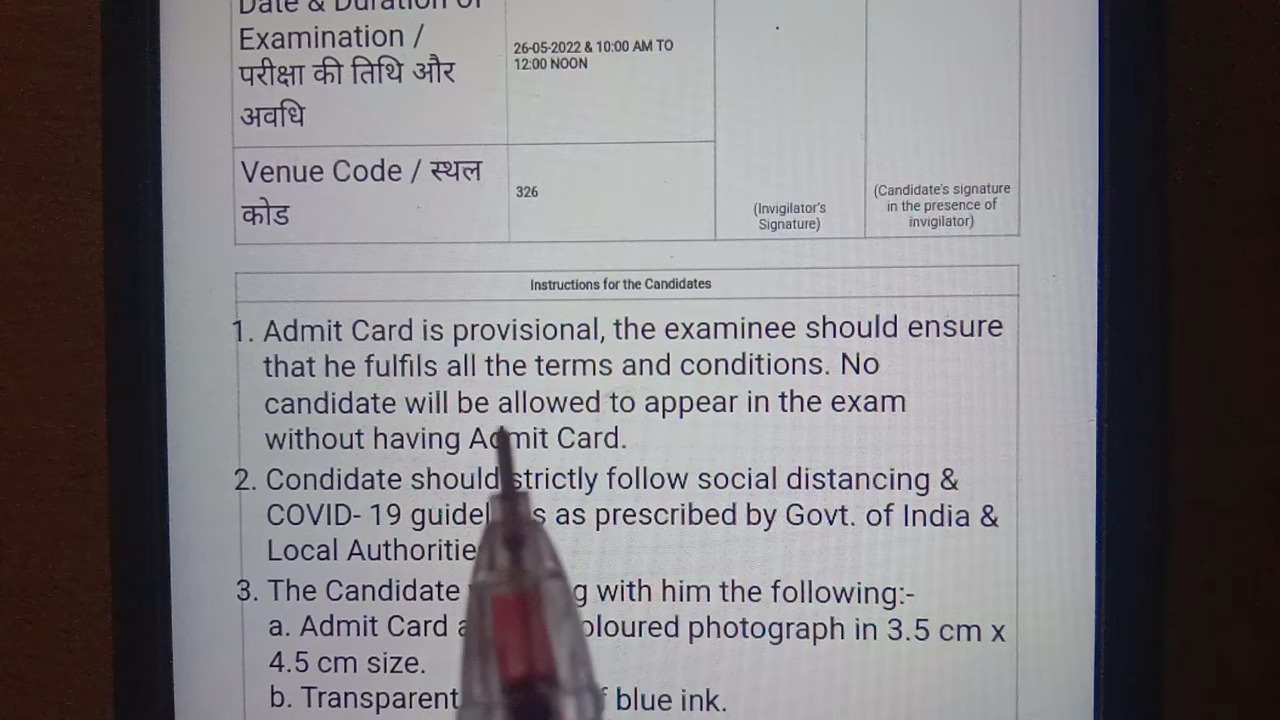 Date & Duration of
Examination /
परीक्षा की तिथि और
अवधि
26-05-2022 & 10:00 AM TO
12:00 NOON
Venue Code / स्थल
कोड
326
(Invigilator's
Signature)
(Candidate's signature
in the presence of
invigilator)
Instructions for the Candidates
1. Admit Card is provisional, the examinee should ensure
that he fulfils all the terms and conditions. No
candidate will be allowed to appear in the exam
without having Admit Card.
2. Condidate should strictly follow social distancing &
COVID- 19 as prescribed by Govt. of India &
Local
3. The Candidate with him the following:-
a. Admit Card photograph in 3.5 cm x
4.5 cm size.
b. Transparent blue ink.